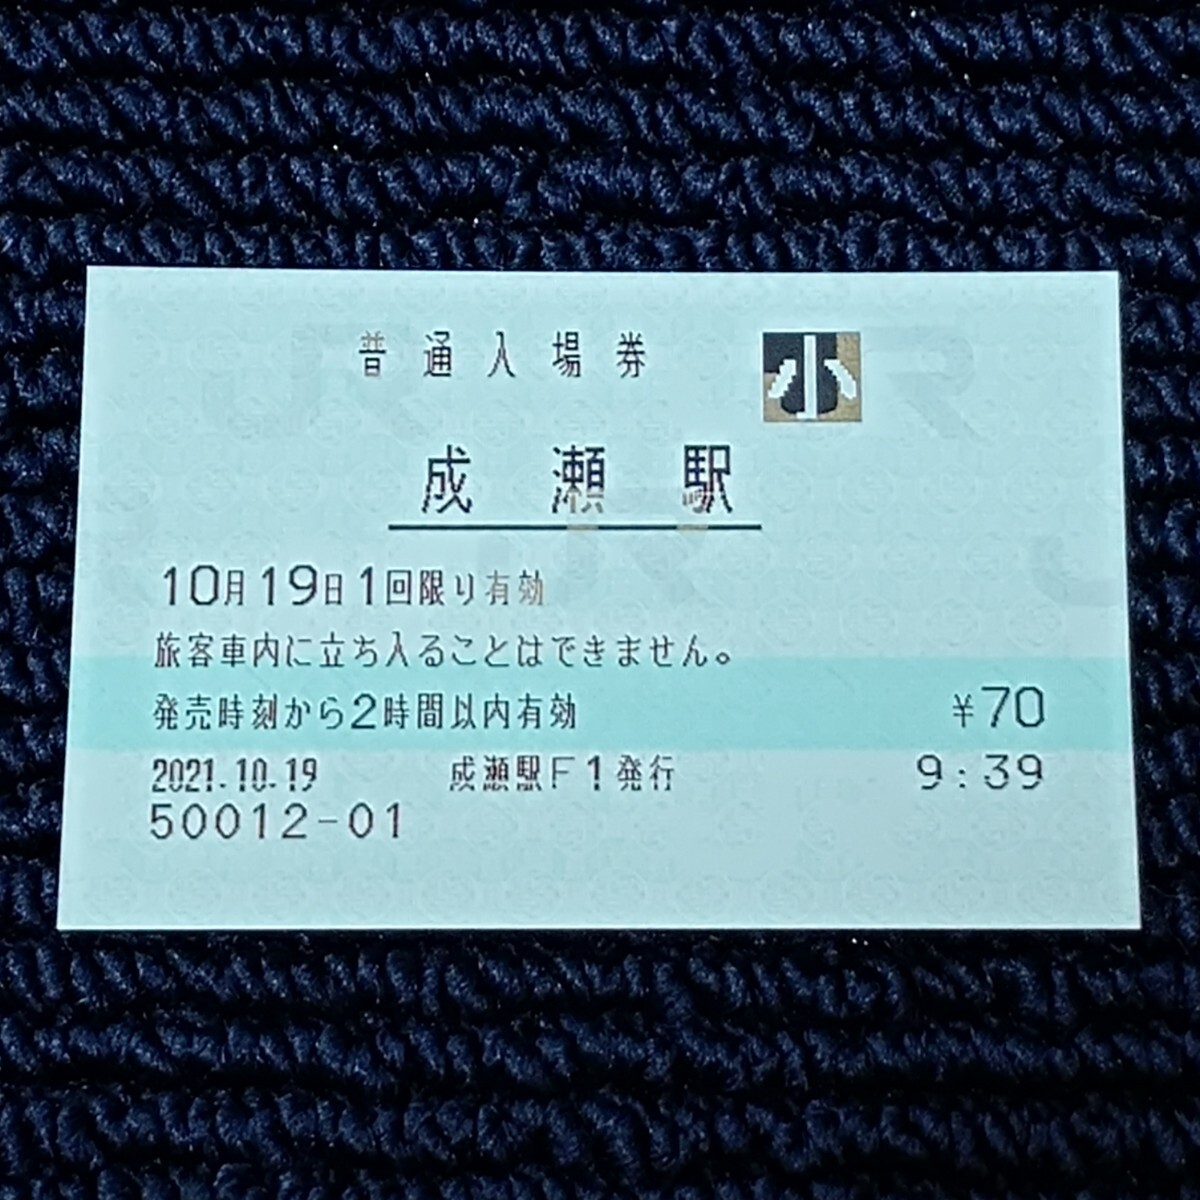 普通入場券 小
成瀬駅
10月19日1回限り有効
旅客車内に立ち入ることはできません。
発売時刻から2時間以内有効 ¥70
2021.10.19 成瀬駅F1発行 9:39
50012-01